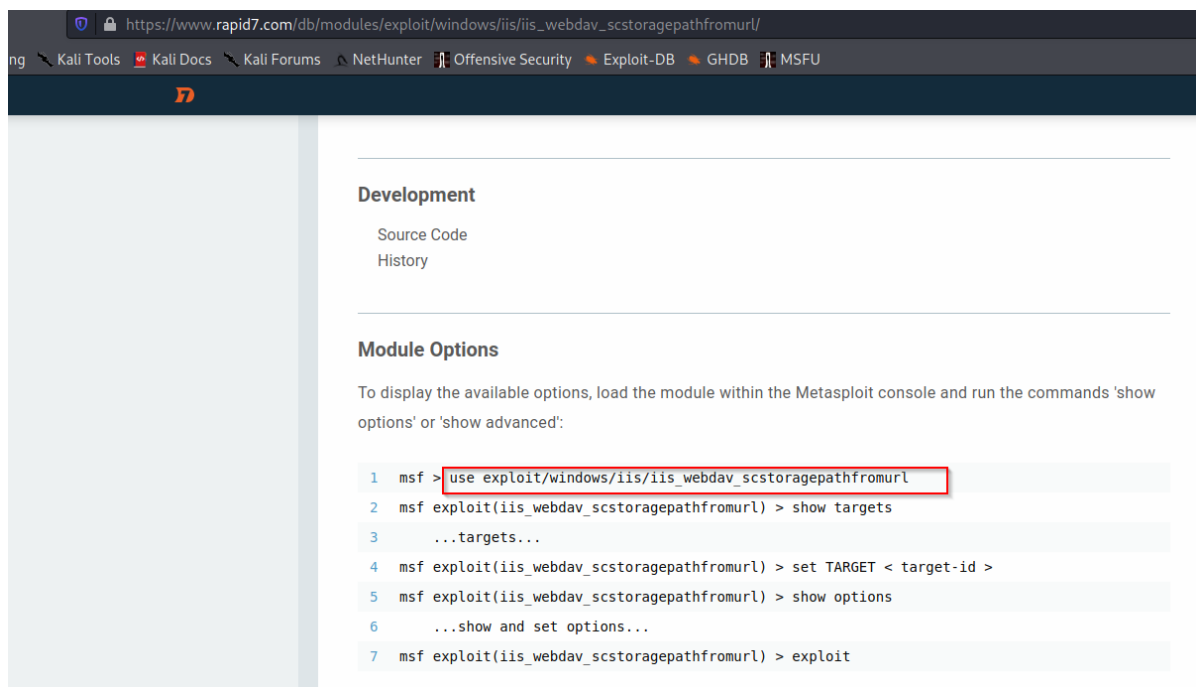 https://www.rapid7.com/db/modules/exploit/windows/iis/iis_webdav_scstoragepathfromurl/
ng Kali Tools Kali Docs Kali Forums NetHunter Offensive Security Exploit-DB GHDB MSFU
Development
Source Code
History
Module Options
To display the available options, load the module within the Metasploit console and run the commands 'show
options' or 'show advanced':
1 msf > use exploit/windows/iis/iis_webdav_scstoragepathfromurl
2 msf exploit(iis_webdav_scstoragepathfromurl) > show targets
3 ...targets...
4 msf exploit(iis_webdav_scstoragepathfromurl) > set TARGET < target-id >
5 msf exploit(iis_webdav_scstoragepathfromurl) > show options
6 ...show and set options...
7 msf exploit(iis_webdav_scstoragepathfromurl) > exploit